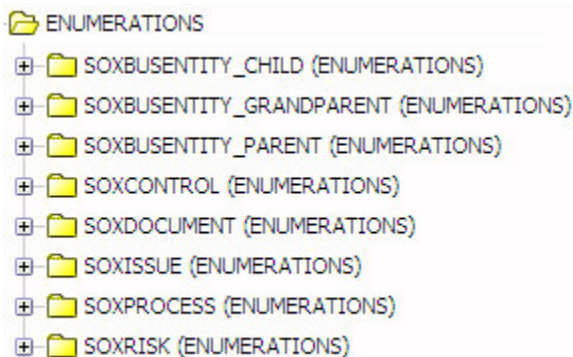 ENUMERATIONS
SOXBUSENTITY_CHILD (ENUMERATIONS)
SOXBUSENTITY_GRANDPARENT (ENUMERATIONS)
SOXBUSENTITY_PARENT (ENUMERATIONS)
SOXCONTROL (ENUMERATIONS)
SOXDOCUMENT (ENUMERATIONS)
SOXISSUE (ENUMERATIONS)
SOXPROCESS (ENUMERATIONS)
SOXRISK (ENUMERATIONS)